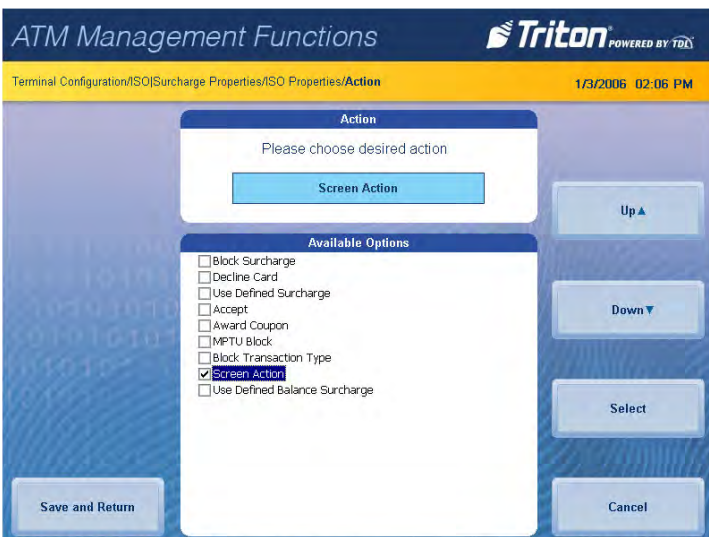 ATM Management Functions
Triton POWERED BY TDL
Terminal Configuration/ISO|Surcharge Properties/ISO Properties/Action
1/3/2006 02:06 PM
Action
Please choose desired action
Screen Action
Up
Available Options
Block Surcharge
Decline Card
Use Defined Surcharge
Accept
Award Coupon
MPTU Block
Block Transaction Type
Screen Action
Use Defined Balance Surcharge
Down
Select
Save and Return
Cancel